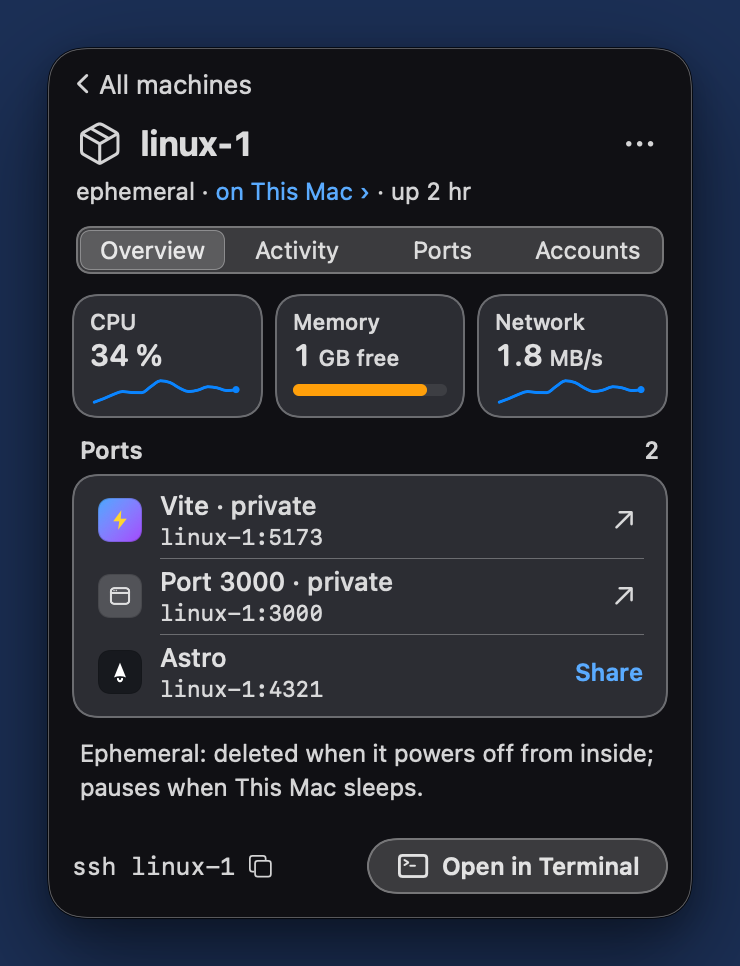 All machines
linux-1
ephemeral · on This Mac › · up 2 hr
Overview Activity Ports Accounts
CPU Memory Network
34 % 1 GB free 1.8 MB/s
Ports 2
Vite · private
linux-1:5173
Port 3000 · private
linux-1:3000
Astro
linux-1:4321
Share
Ephemeral: deleted when it powers off from inside;
pauses when This Mac sleeps.
ssh linux-1 Open in Terminal